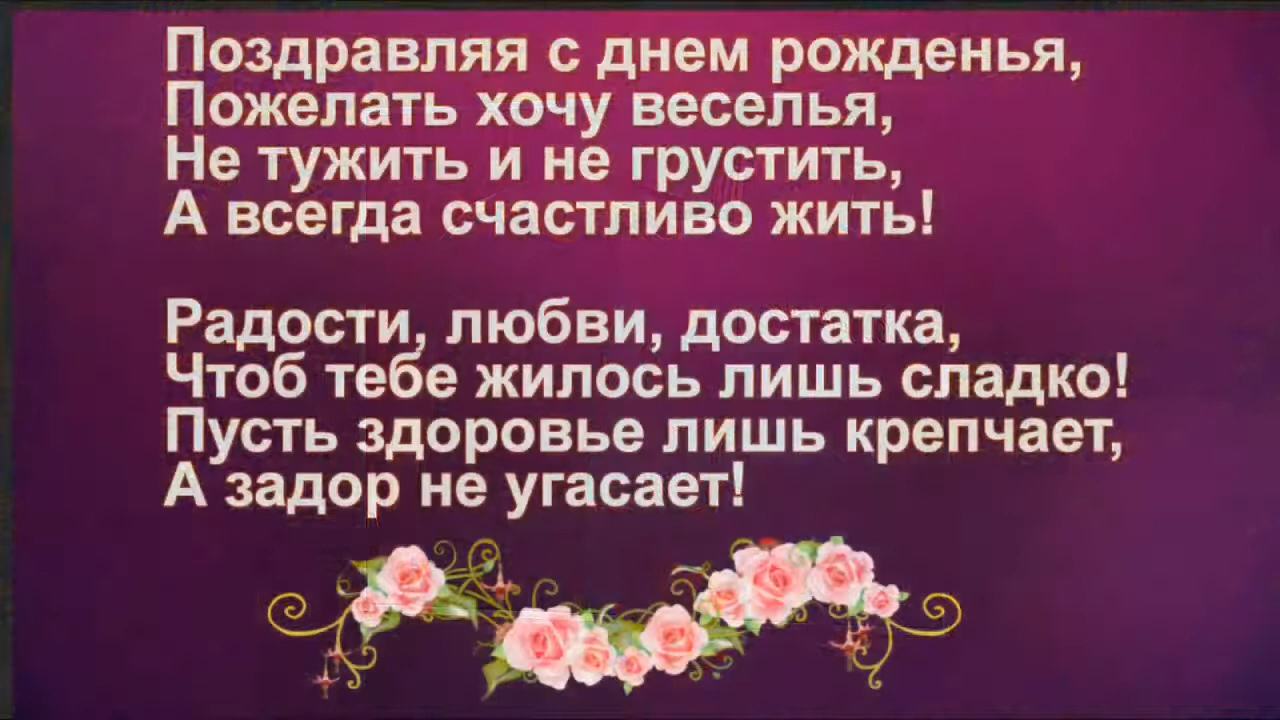 Поздравляя с днем рожденья,
Пожелать хочу веселья,
Не тужить и не грустить,
А всегда счастливо жить!
Радости, любви, достатка,
Чтоб тебе жилось лишь сладко!
Пусть здоровье лишь крепчает,
А задор не угасает!